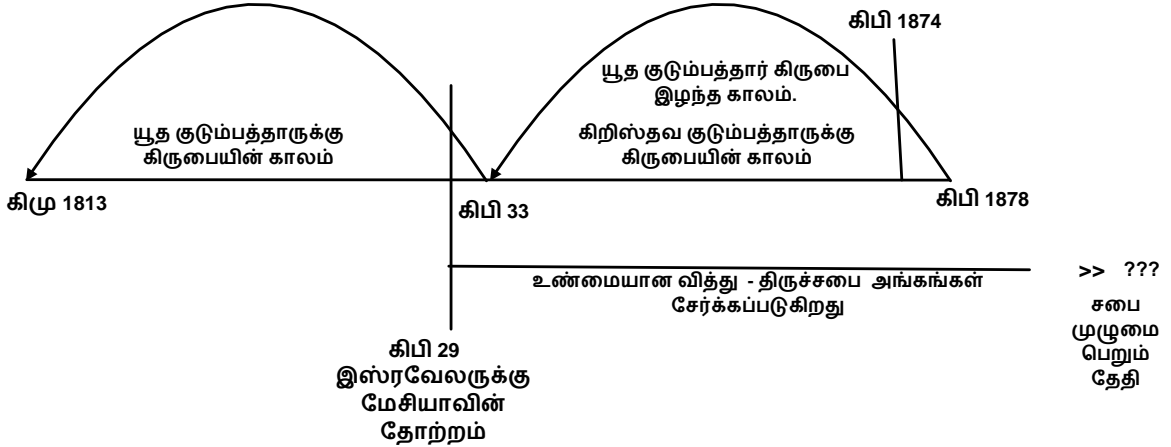 கிபி 1874
யூத குடும்பத்தார் கிருபை
இழந்த காலம்.
யூத குடும்பத்தாருக்கு
கிருபையின் காலம்
கிறிஸ்தவ குடும்பத்தாருக்கு
கிருபையின் காலம்
கிமு 1813
கிபி 33
கிபி 1878
உண்மையான வித்து - திருச்சபை அங்கங்கள்
சேர்க்கப்படுகிறது
>> ???
சபை
முழுமை
பெறும்
தேதி
கிபி 29
இஸ்ரவேலருக்கு
மேசியாவின்
தோற்றம்